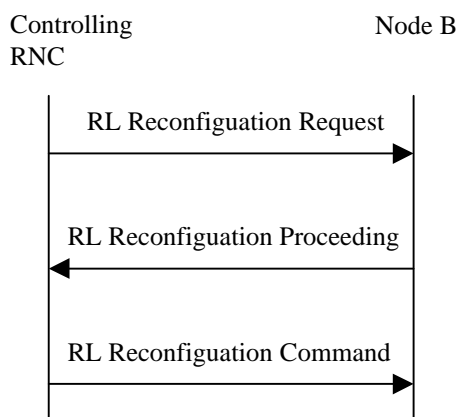 Controlling
RNC
Node B
RL Reconfiguation Request
RL Reconfiguation Proceeding
RL Reconfiguation Command